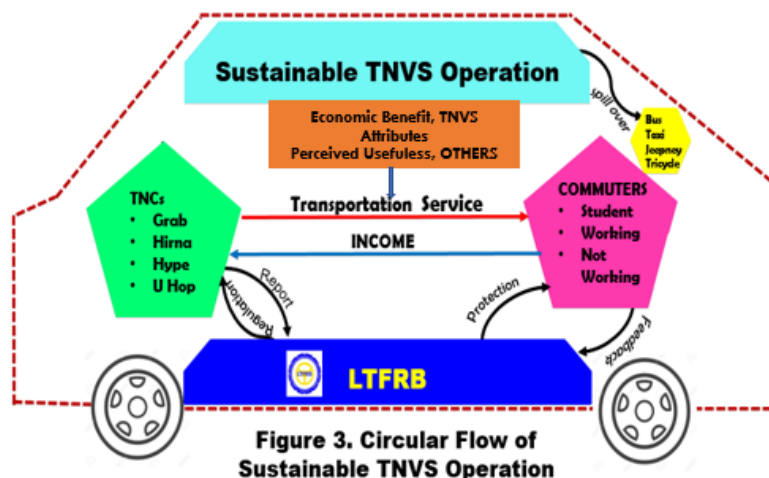 Sustainable TNVS Operation
spill over
Economic Benefit, TNVS
Attributes
Perceived Usefuless, OTHERS
Bus
Taxi
Jeepney
Tricycle
TNCs
• Grab
• Hirna
• Hype
• U Hop
Transportation Service
INCOME
COMMUTERS
• Student
• Working
• Not
Working
Report
Regulation
Protection
Feedback
LTFRB
Figure 3. Circular Flow of
Sustainable TNVS Operation